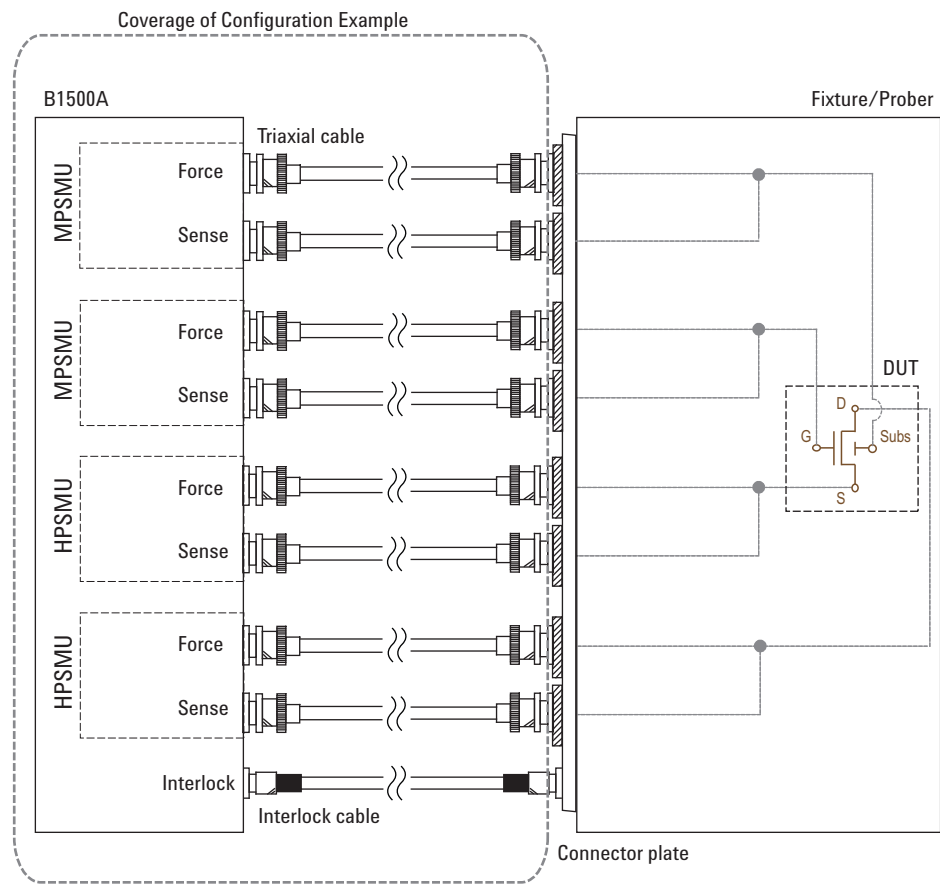 Coverage of Configuration Example
B1500A
Fixture/Prober
Triaxial cable
MPSMU
Force
Sense
MPSMU
Force
Sense
DUT
D
G
Subs
S
HPSMU
Force
Sense
HPSMU
Force
Sense
Interlock
Interlock cable
Connector plate